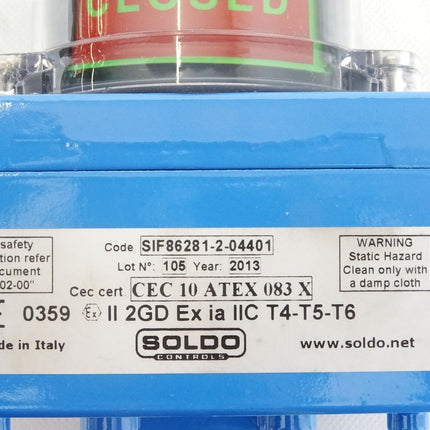 CLOSED
safety
tion refer
cument
02-00"
Code SIF86281-2-04401
Lot N°: 105 Year: 2013
Cec cert. CEC 10 ATEX 083 X
WARNING
Static Hazard
Clean only with
a damp cloth
CE 0359 Ex II 2GD Ex ia IIC T4-T5-T6
de in Italy
SOLDO
CONTROLS
www.soldo.net